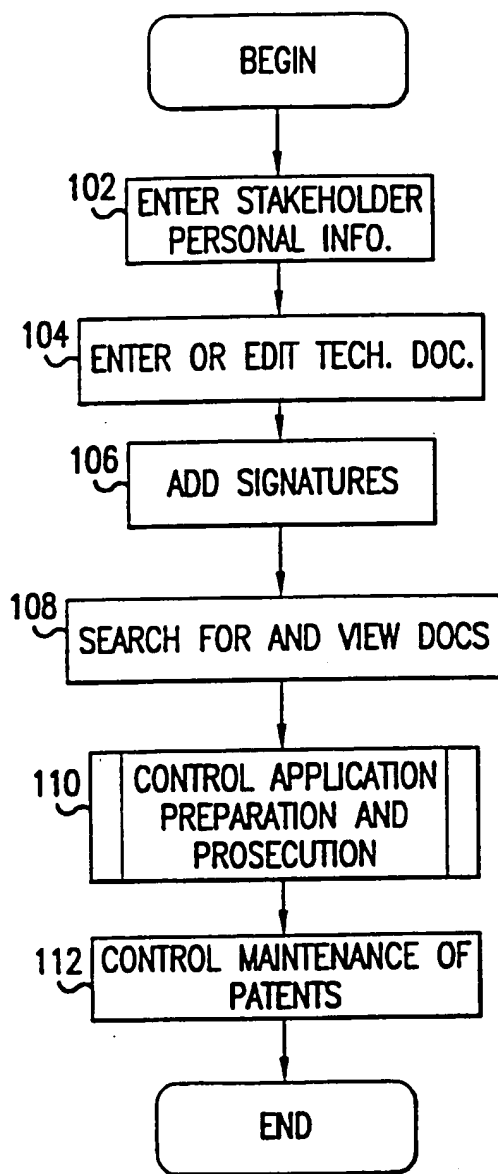 BEGIN
102
ENTER STAKEHOLDER
PERSONAL INFO.
104
ENTER OR EDIT TECH. DOC.
106
ADD SIGNATURES
108
SEARCH FOR AND VIEW DOCS
110
CONTROL APPLICATION
PREPARATION AND
PROSECUTION
112
CONTROL MAINTENANCE OF
PATENTS
END